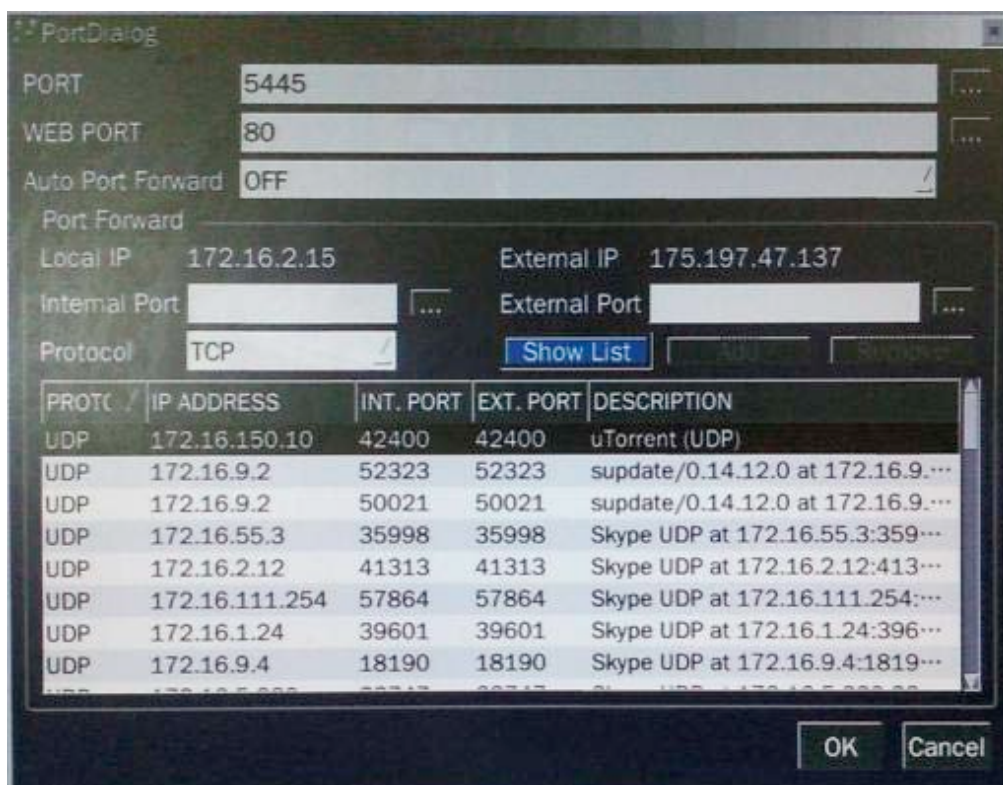 PortDialog
PORT 5445 ...
WEB PORT 80 ...
Auto Port Forward OFF
Port Forward
Local IP 172.16.2.15 External IP 175.197.47.137
Internal Port ... External Port ...
Protocol TCP Show List Add Remove
PROTC IP ADDRESS INT. PORT EXT. PORT DESCRIPTION
UDP 172.16.150.10 42400 42400 uTorrent (UDP)
UDP 172.16.9.2 52323 52323 supdate/0.14.12.0 at 172.16.9.···
UDP 172.16.9.2 50021 50021 supdate/0.14.12.0 at 172.16.9.···
UDP 172.16.55.3 35998 35998 Skype UDP at 172.16.55.3:359···
UDP 172.16.2.12 41313 41313 Skype UDP at 172.16.2.12:413···
UDP 172.16.111.254 57864 57864 Skype UDP at 172.16.111.254:···
UDP 172.16.1.24 39601 39601 Skype UDP at 172.16.1.24:396···
UDP 172.16.9.4 18190 18190 Skype UDP at 172.16.9.4:1819···
OK Cancel